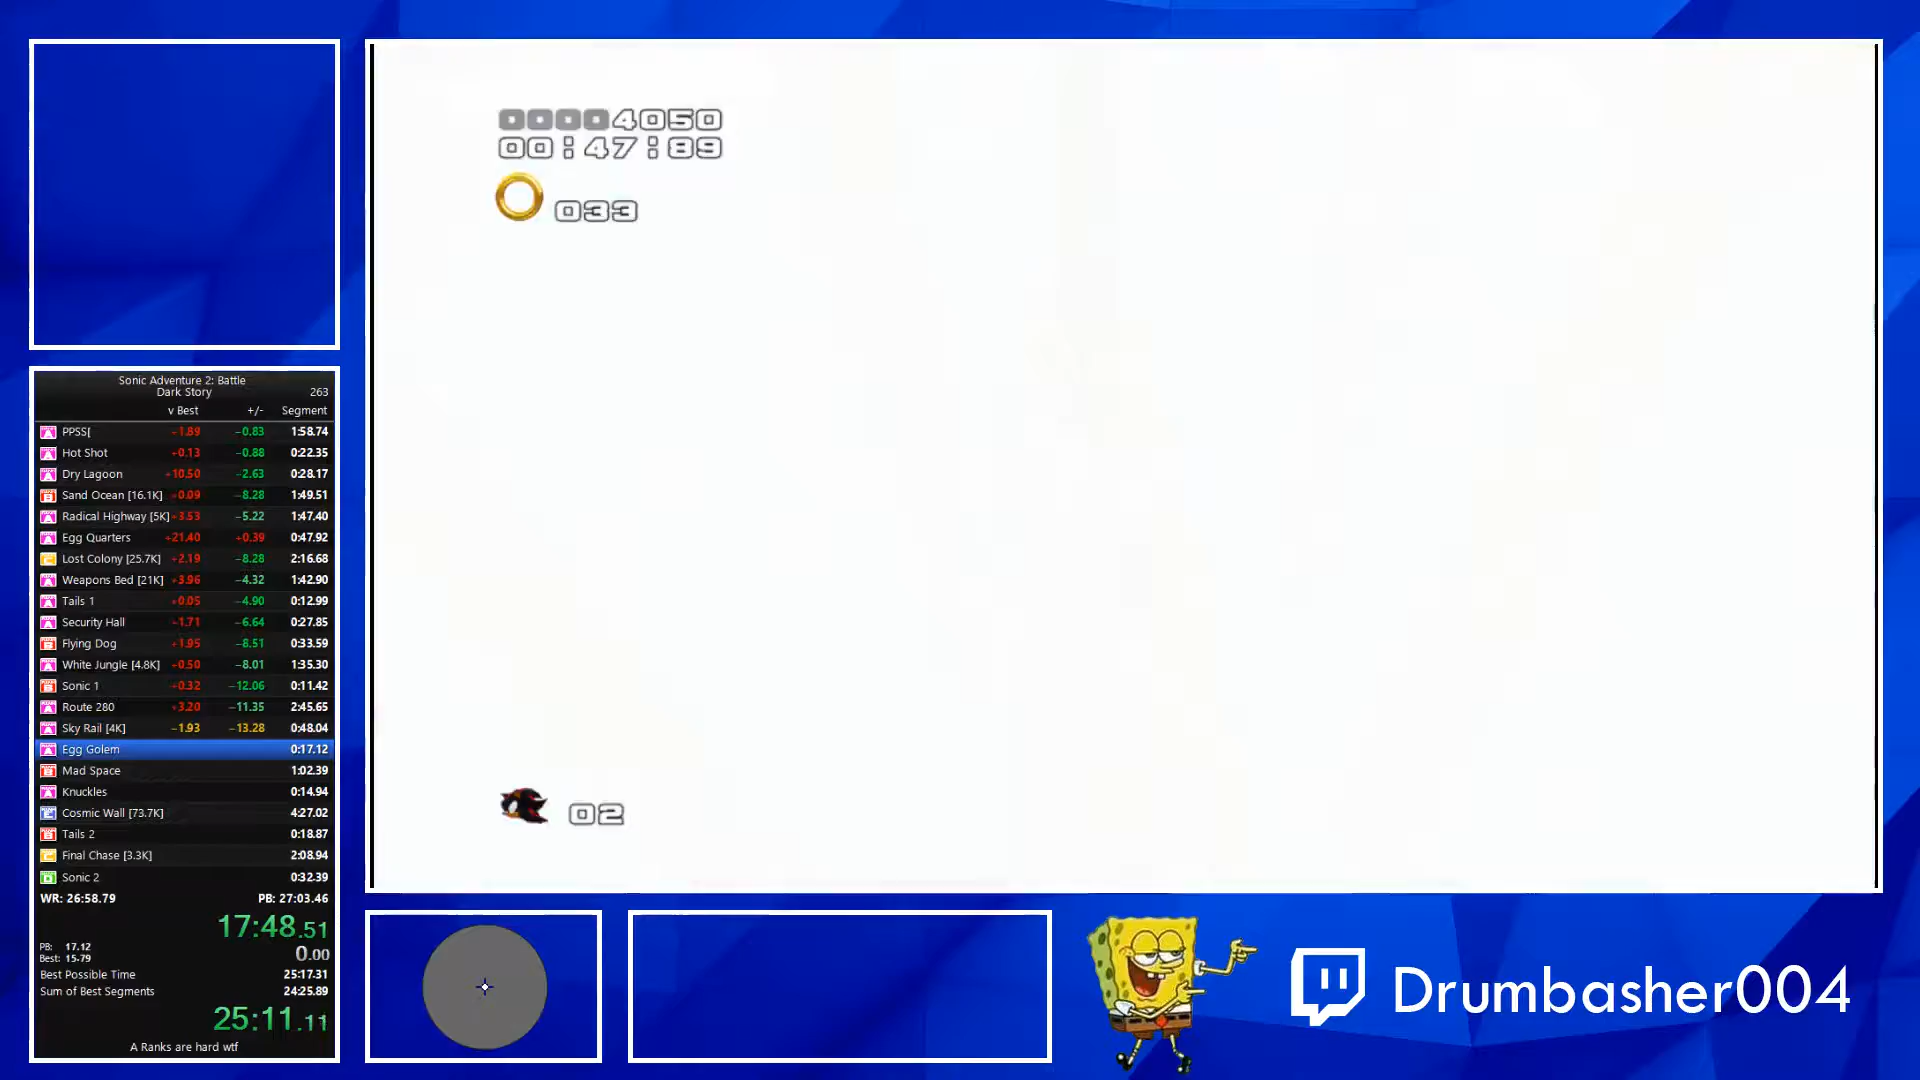 00004050
00:47:89
033
02
Sonic Adventure 2: Battle
Dark Story 263
v Best +/- Segment
PPSS[ -1.89 -0.83 1:58.74
Hot Shot +0.13 -0.88 0:22.35
Dry Lagoon +10.50 -2.63 0:28.17
Sand Ocean [16.1K] +0.09 -8.28 1:49.51
Radical Highway [5K] +3.53 -5.22 1:47.40
Egg Quarters +21.40 +0.39 0:47.92
Lost Colony [25.7K] +2.19 -8.28 2:16.68
Weapons Bed [21K] +3.96 -4.32 1:42.90
Tails 1 +0.05 -4.90 0:12.99
Security Hall -1.71 -6.64 0:27.85
Flying Dog +1.95 -8.51 0:33.59
White Jungle [4.8K] +0.50 -8.01 1:35.30
Sonic 1 +0.32 -12.06 0:11.42
Route 280 +3.20 -11.35 2:45.65
Sky Rail [4K] -1.93 -13.28 0:48.04
Egg Golem 0:17.12
Mad Space 1:02.39
Knuckles 0:14.94
Cosmic Wall [73.7K] 4:27.02
Tails 2 0:18.87
Final Chase [3.3K] 2:08.94
Sonic 2 0:32.39
WR: 26:58.79 PB: 27:03.46
17:48.51
PB: 17.12 0.00
Best: 15.79
Best Possible Time 25:17.31
Sum of Best Segments 24:25.89
25:11.11
A Ranks are hard wtf
Drumbasher004